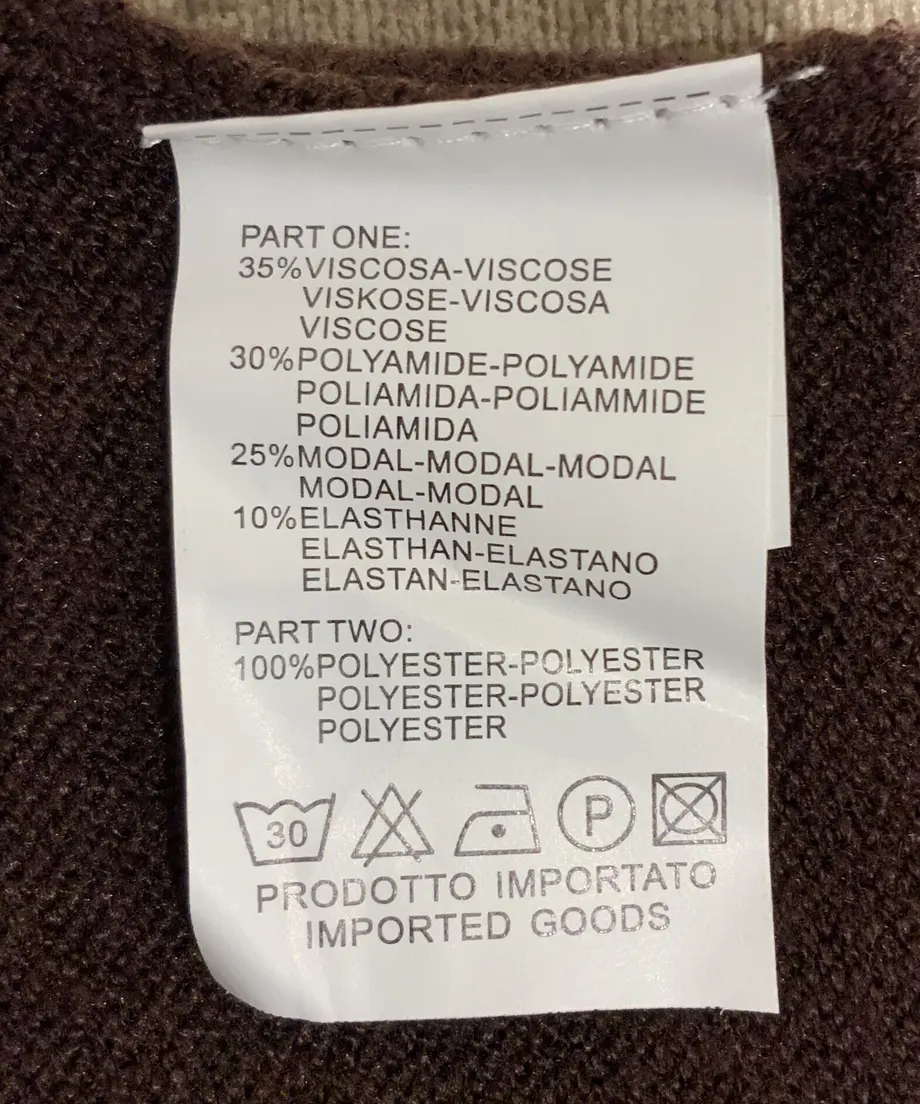 PART ONE:
35%VISCOSA-VISCOSE
VISKOSE-VISCOSA
VISCOSE
30%POLYAMIDE-POLYAMIDE
POLIAMIDA-POLIAMMIDE
POLIAMIDA
25%MODAL-MODAL-MODAL
MODAL-MODAL
10%ELASTHANNE
ELASTHAN-ELASTANO
ELASTAN-ELASTANO
PART TWO:
100%POLYESTER-POLYESTER
POLYESTER-POLYESTER
POLYESTER
30 P
PRODOTTO IMPORTATO
IMPORTED GOODS